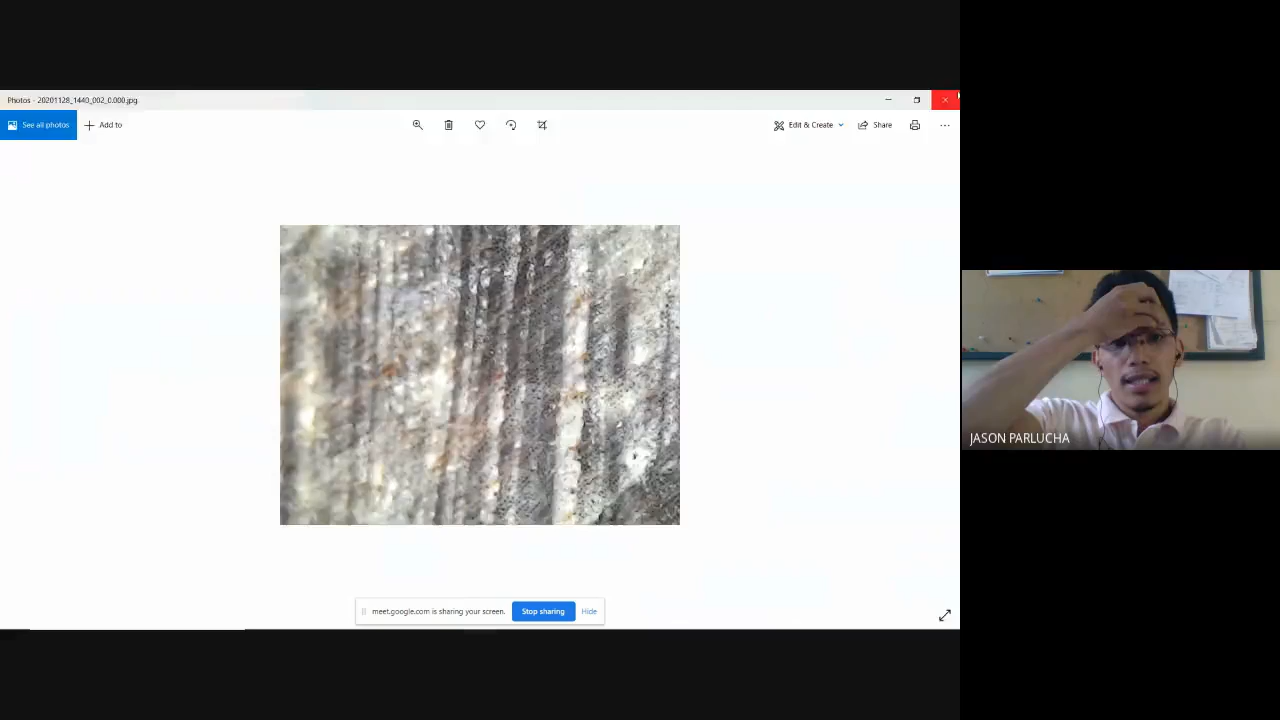 Photos - 20201128_1440_002_0.000.jpg
See all photos
Add to
Edit & Create
Share
JASON PARLUCHA
meet.google.com is sharing your screen.
Stop sharing
Hide